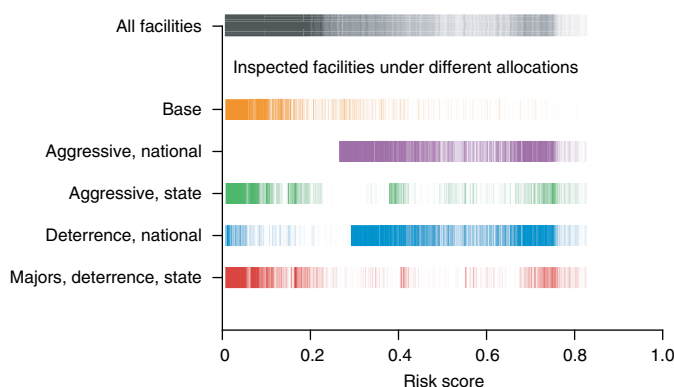 All facilities
Inspected facilities under different allocations
Base
Aggressive, national
Aggressive, state
Deterrence, national
Majors, deterrence, state
0 0.2 0.4 0.6 0.8 1.0
Risk score